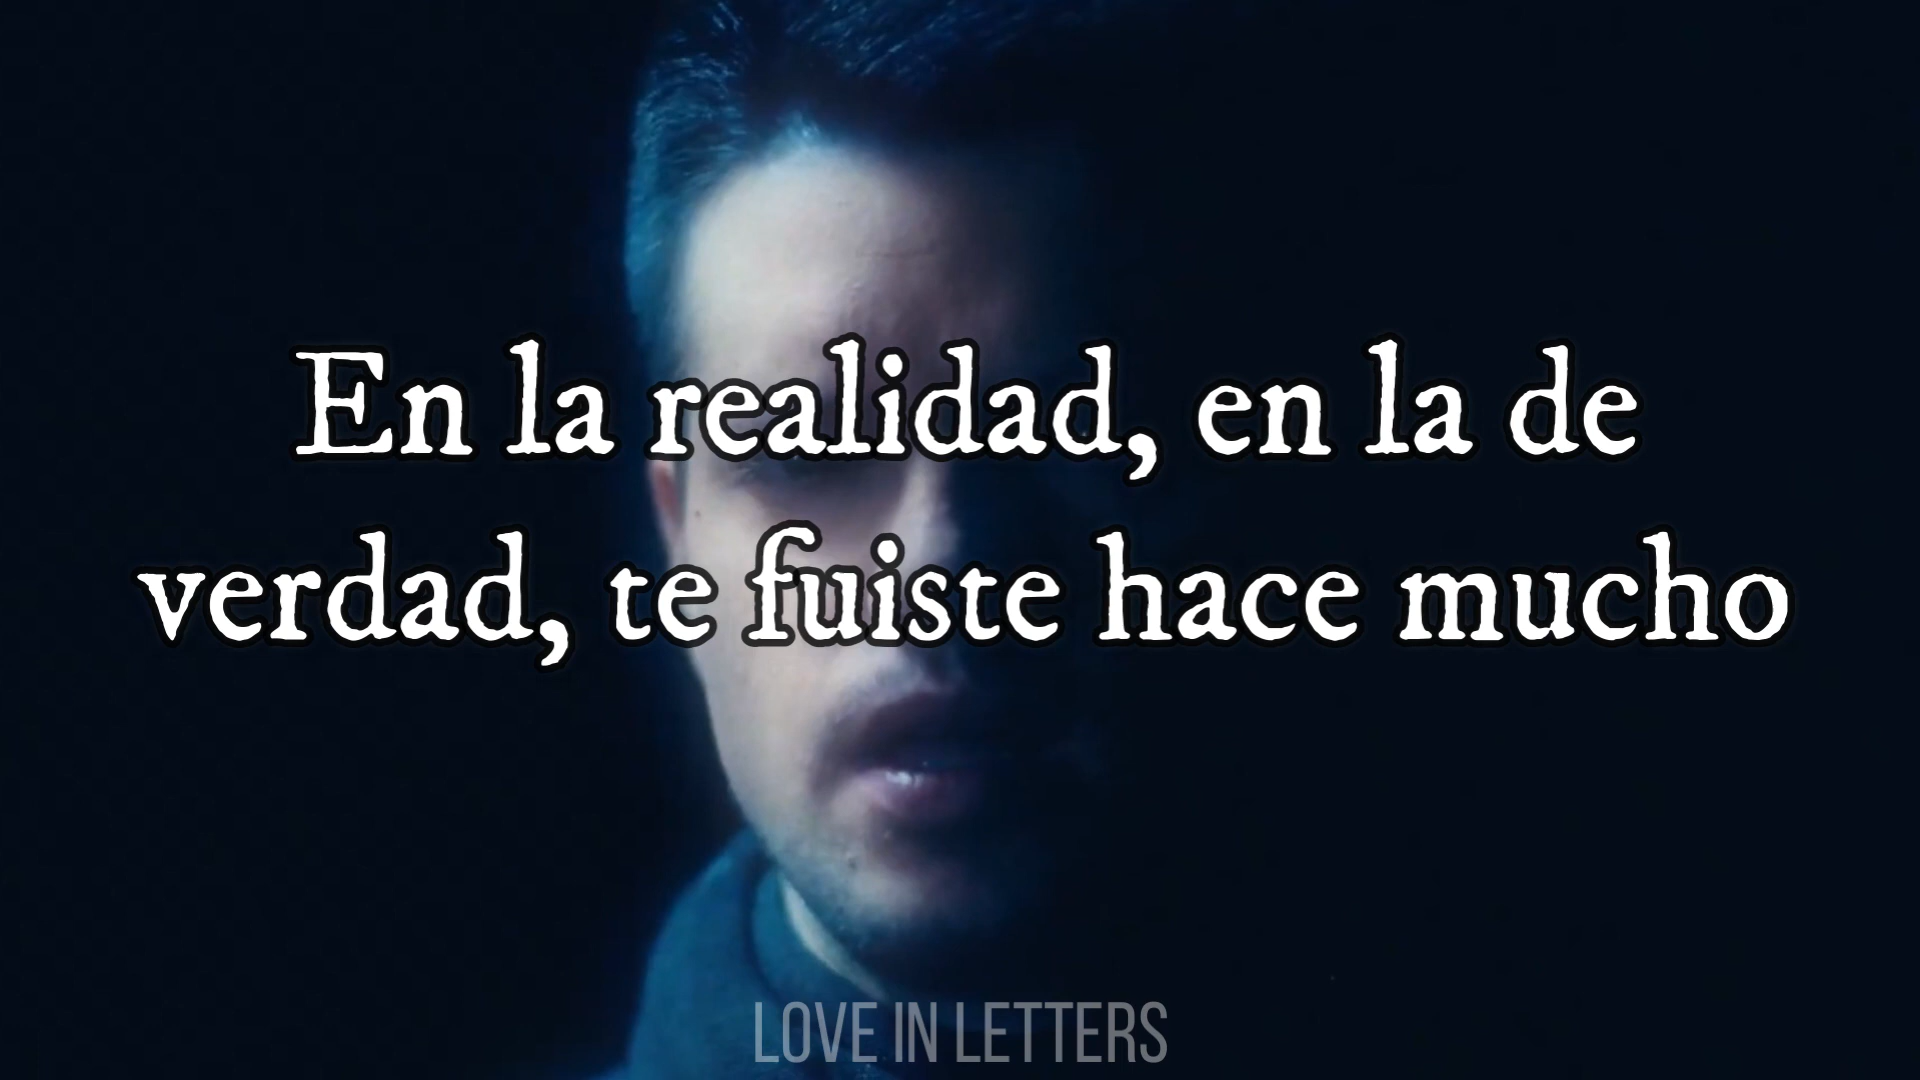 En la realidad, en la de
verdad, te fuiste hace mucho
LOVE IN LETTERS